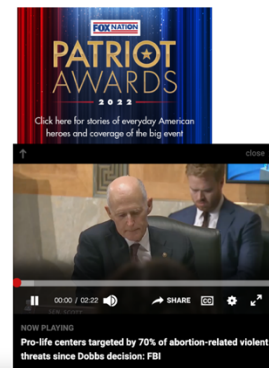 FOX NATION
PATRIOT
AWARDS
2022
Click here for stories of everyday American
heroes and coverage of the big event
close
00:00 / 02:22
SHARE
CC
NOW PLAYING
Pro-life centers targeted by 70% of abortion-related violent
threats since Dobbs decision: FBI